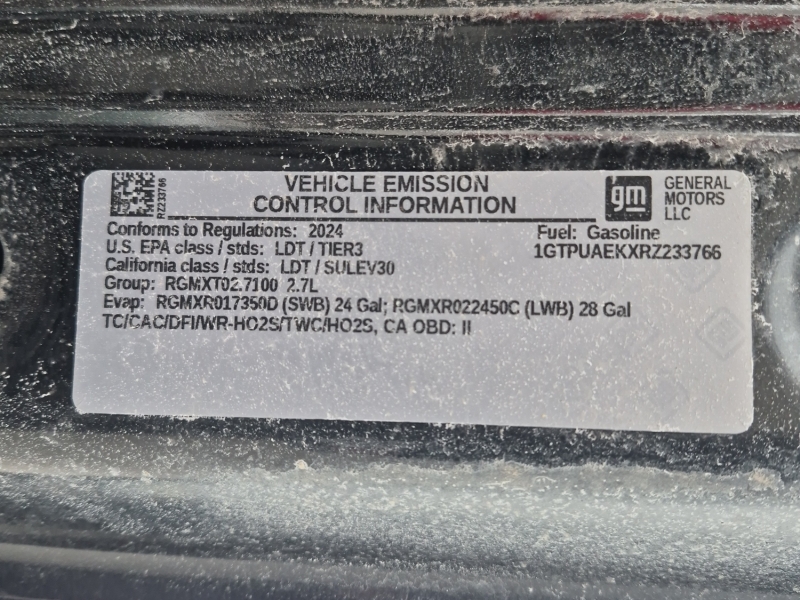 RZ233766
VEHICLE EMISSION
CONTROL INFORMATION
gm
GENERAL
MOTORS
LLC
Conforms to Regulations: 2024
Fuel: Gasoline
U.S. EPA class / stds: LDT / TIER3
1GTPUAEKXRZ233766
California class / stds: LDT / SULEV30
Group: RGMXT02.7100 2.7L
Evap: RGMXR017350D (SWB) 24 Gal; RGMXR022450C (LWB) 28 Gal
TC/CAC/DFI/WR-HO2S/TWC/HO2S, CA OBD: II